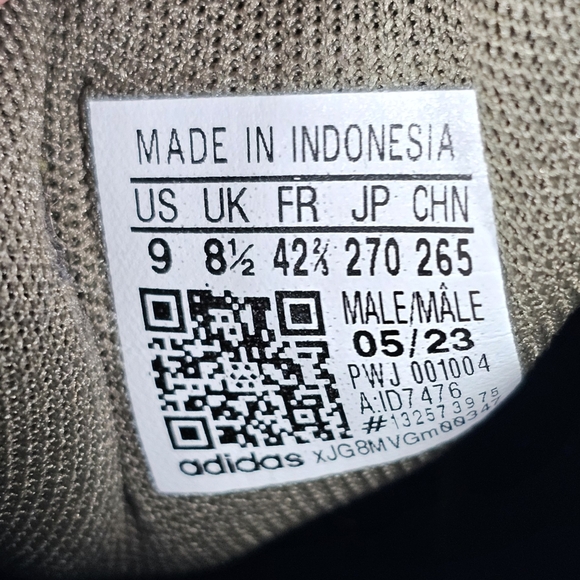 MADE IN INDONESIA
US UK FR JP CHN
9 8½ 42⅔ 270 265
MALE/MÂLE
05/23
PWJ 001004
A:ID7476
#132573975
adidas